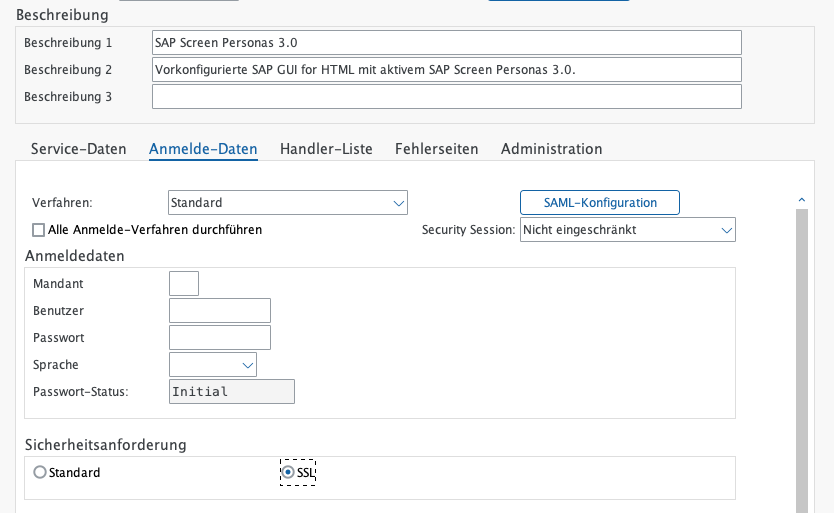 Beschreibung
Beschreibung 1 SAP Screen Personas 3.0
Beschreibung 2 Vorkonfigurierte SAP GUI for HTML mit aktivem SAP Screen Personas 3.0.
Beschreibung 3
Service-Daten Anmelde-Daten Handler-Liste Fehlerseiten Administration
Verfahren: Standard SAML-Konfiguration
Alle Anmelde-Verfahren durchführen Security Session: Nicht eingeschränkt
Anmeldedaten
Mandant
Benutzer
Passwort
Sprache
Passwort-Status: Initial
Sicherheitsanforderung
Standard SSL